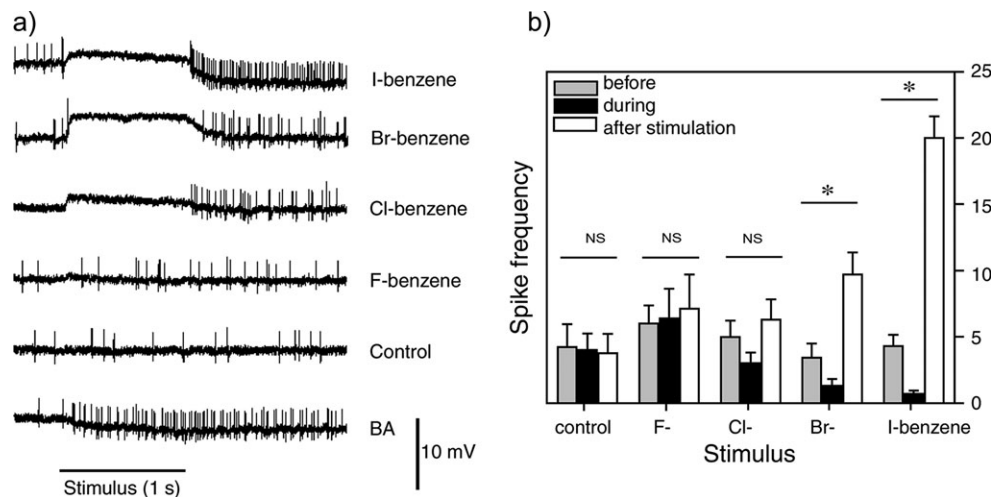 a)
I-benzene
Br-benzene
Cl-benzene
F-benzene
Control
BA
10 mV
Stimulus (1 s)
b)
before
during
after stimulation
NS
NS
NS
*
*
25
20
15
10
5
0
Spike frequency
control F- Cl- Br- I-benzene
Stimulus